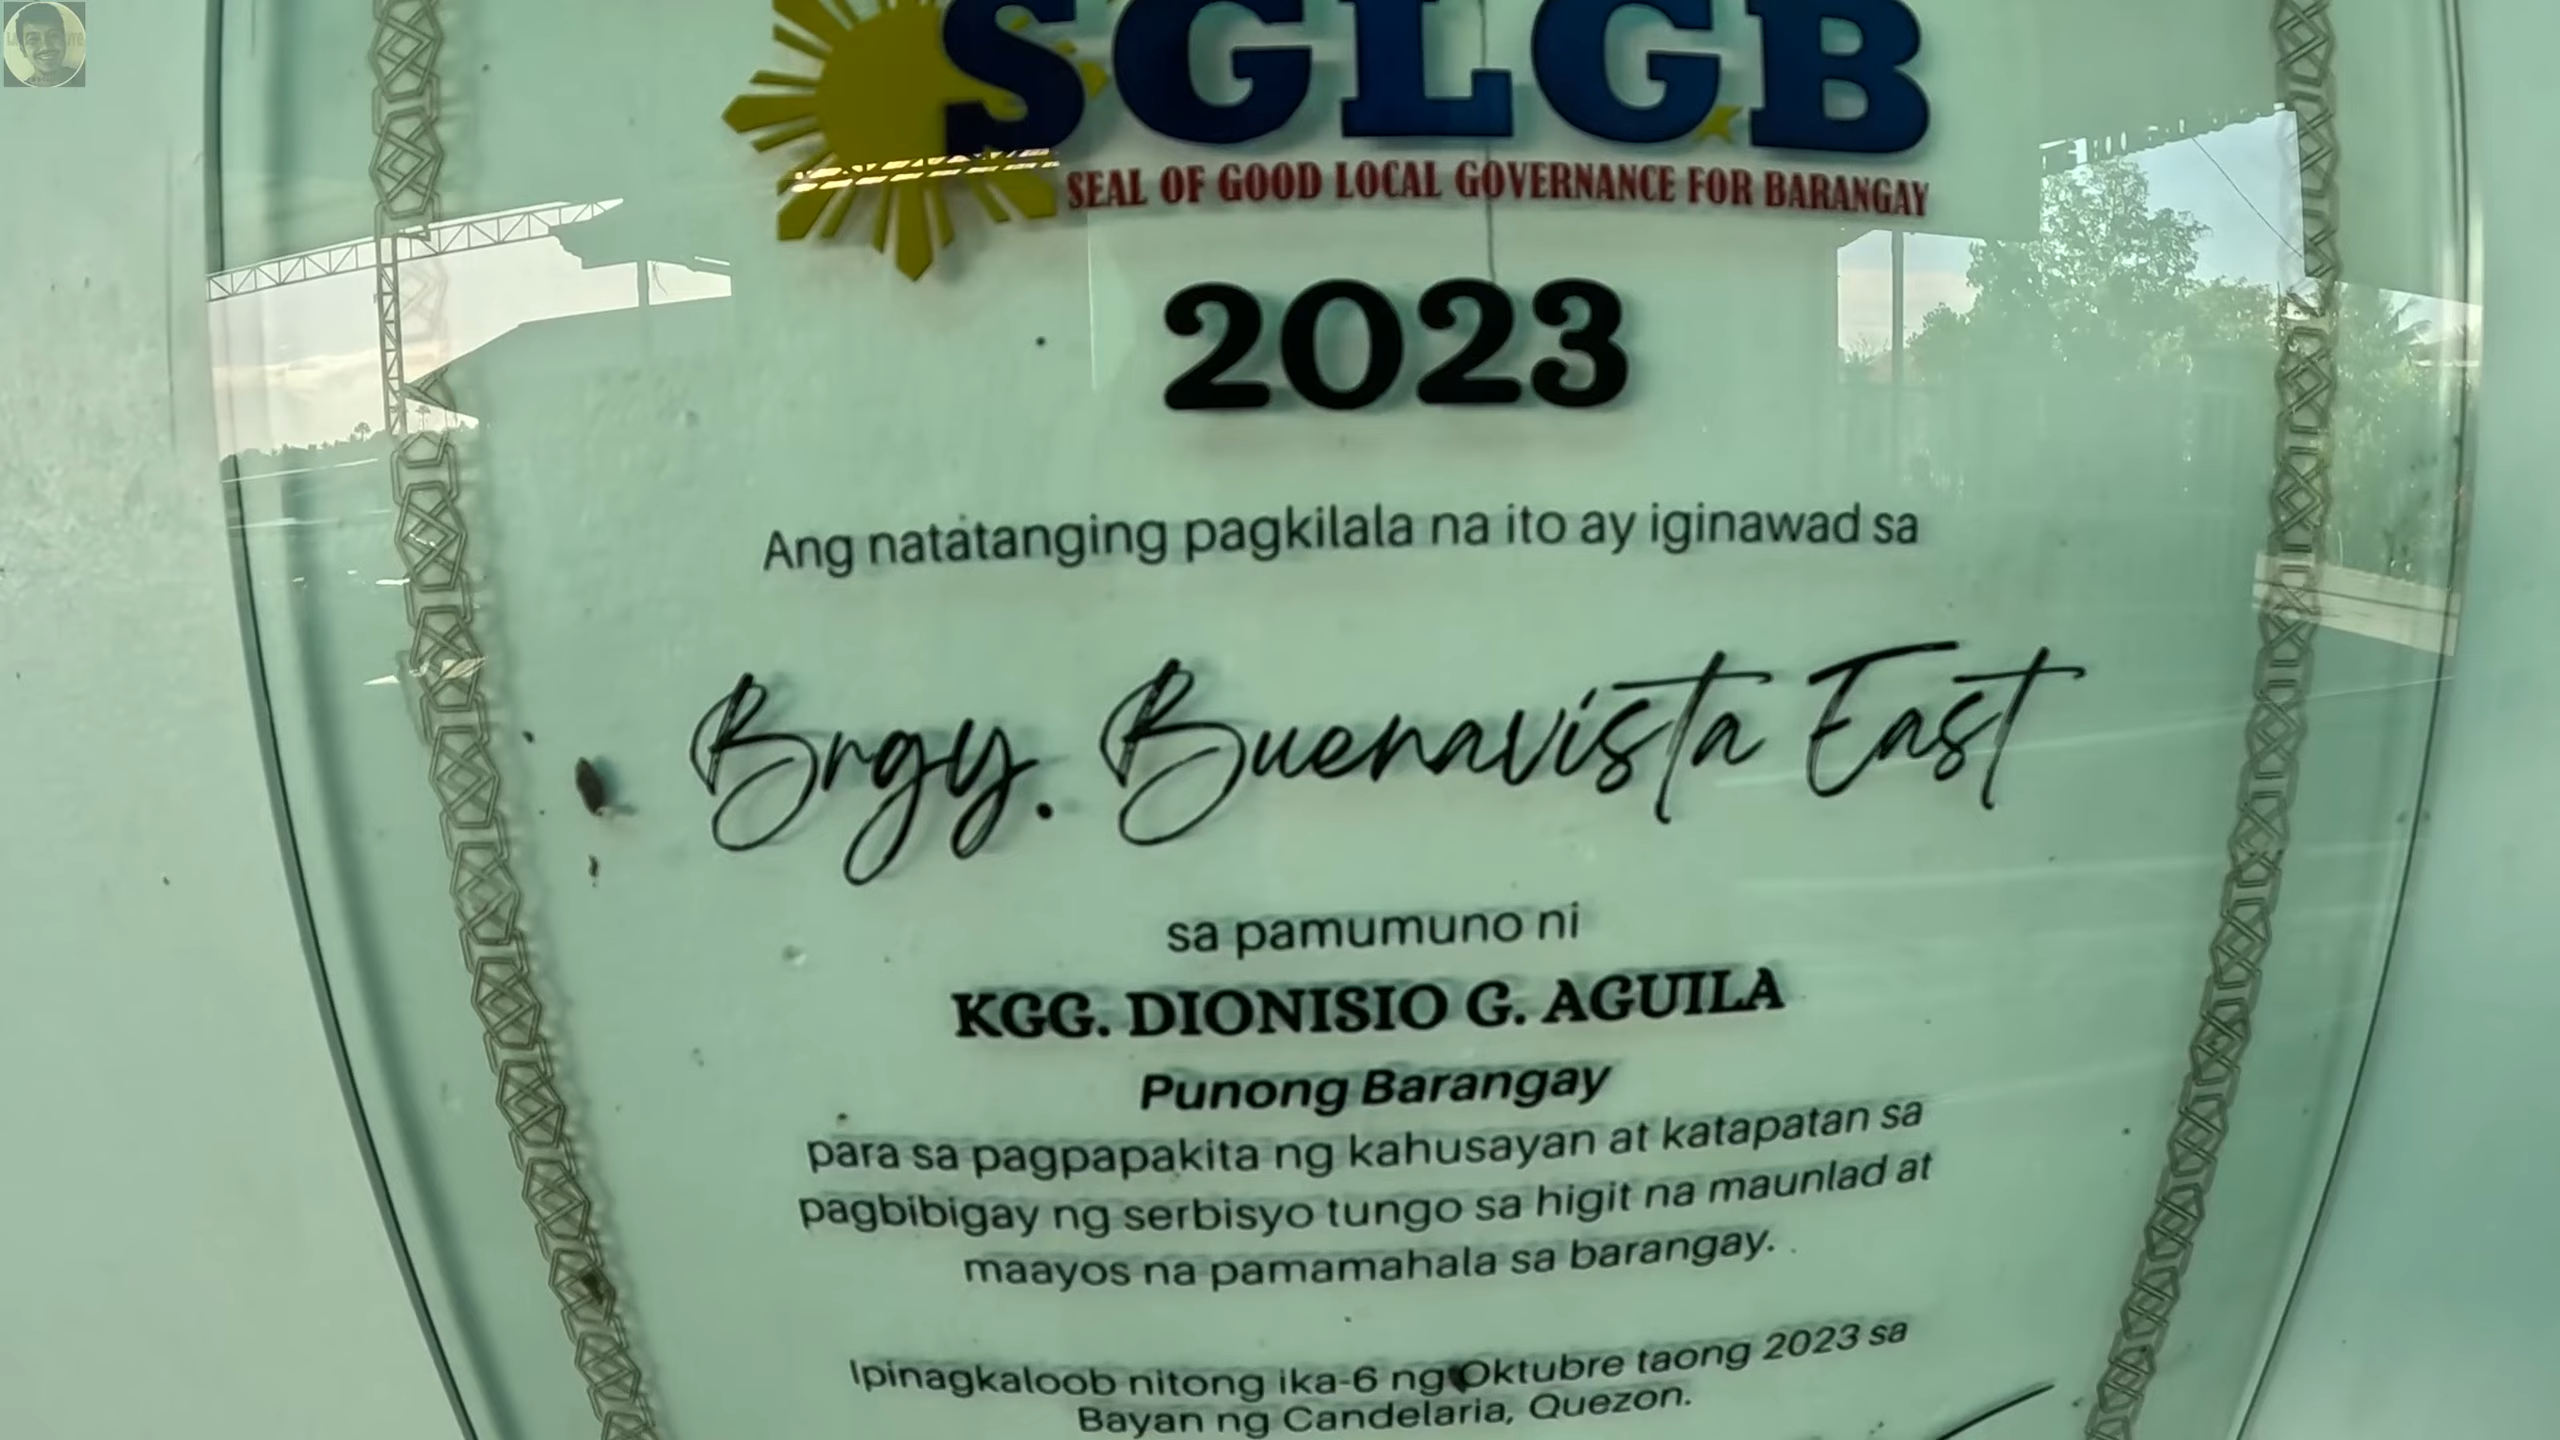 SGLGB
SEAL OF GOOD LOCAL GOVERNANCE FOR BARANGAY
2023
Ang natatanging pagkilala na ito ay iginawad sa
Brgy. Buenavista East
sa pamumuno ni
KGG. DIONISIO G. AGUILA
Punong Barangay
para sa pagpapakita ng kahusayan at katapatan sa
pagbibigay ng serbisyo tungo sa higit na maunlad at
maayos na pamamahala sa barangay.
Ipinagkaloob nitong ika-6 ng Oktubre taong 2023 sa
Bayan ng Candelaria, Quezon.